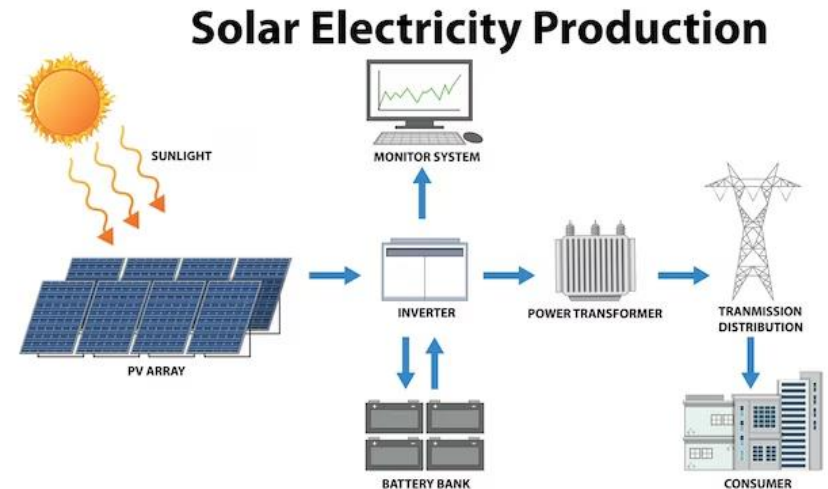 Solar Electricity Production
SUNLIGHT
MONITOR SYSTEM
PV ARRAY
INVERTER
POWER TRANSFORMER
TRANMISSION
DISTRIBUTION
BATTERY BANK
CONSUMER